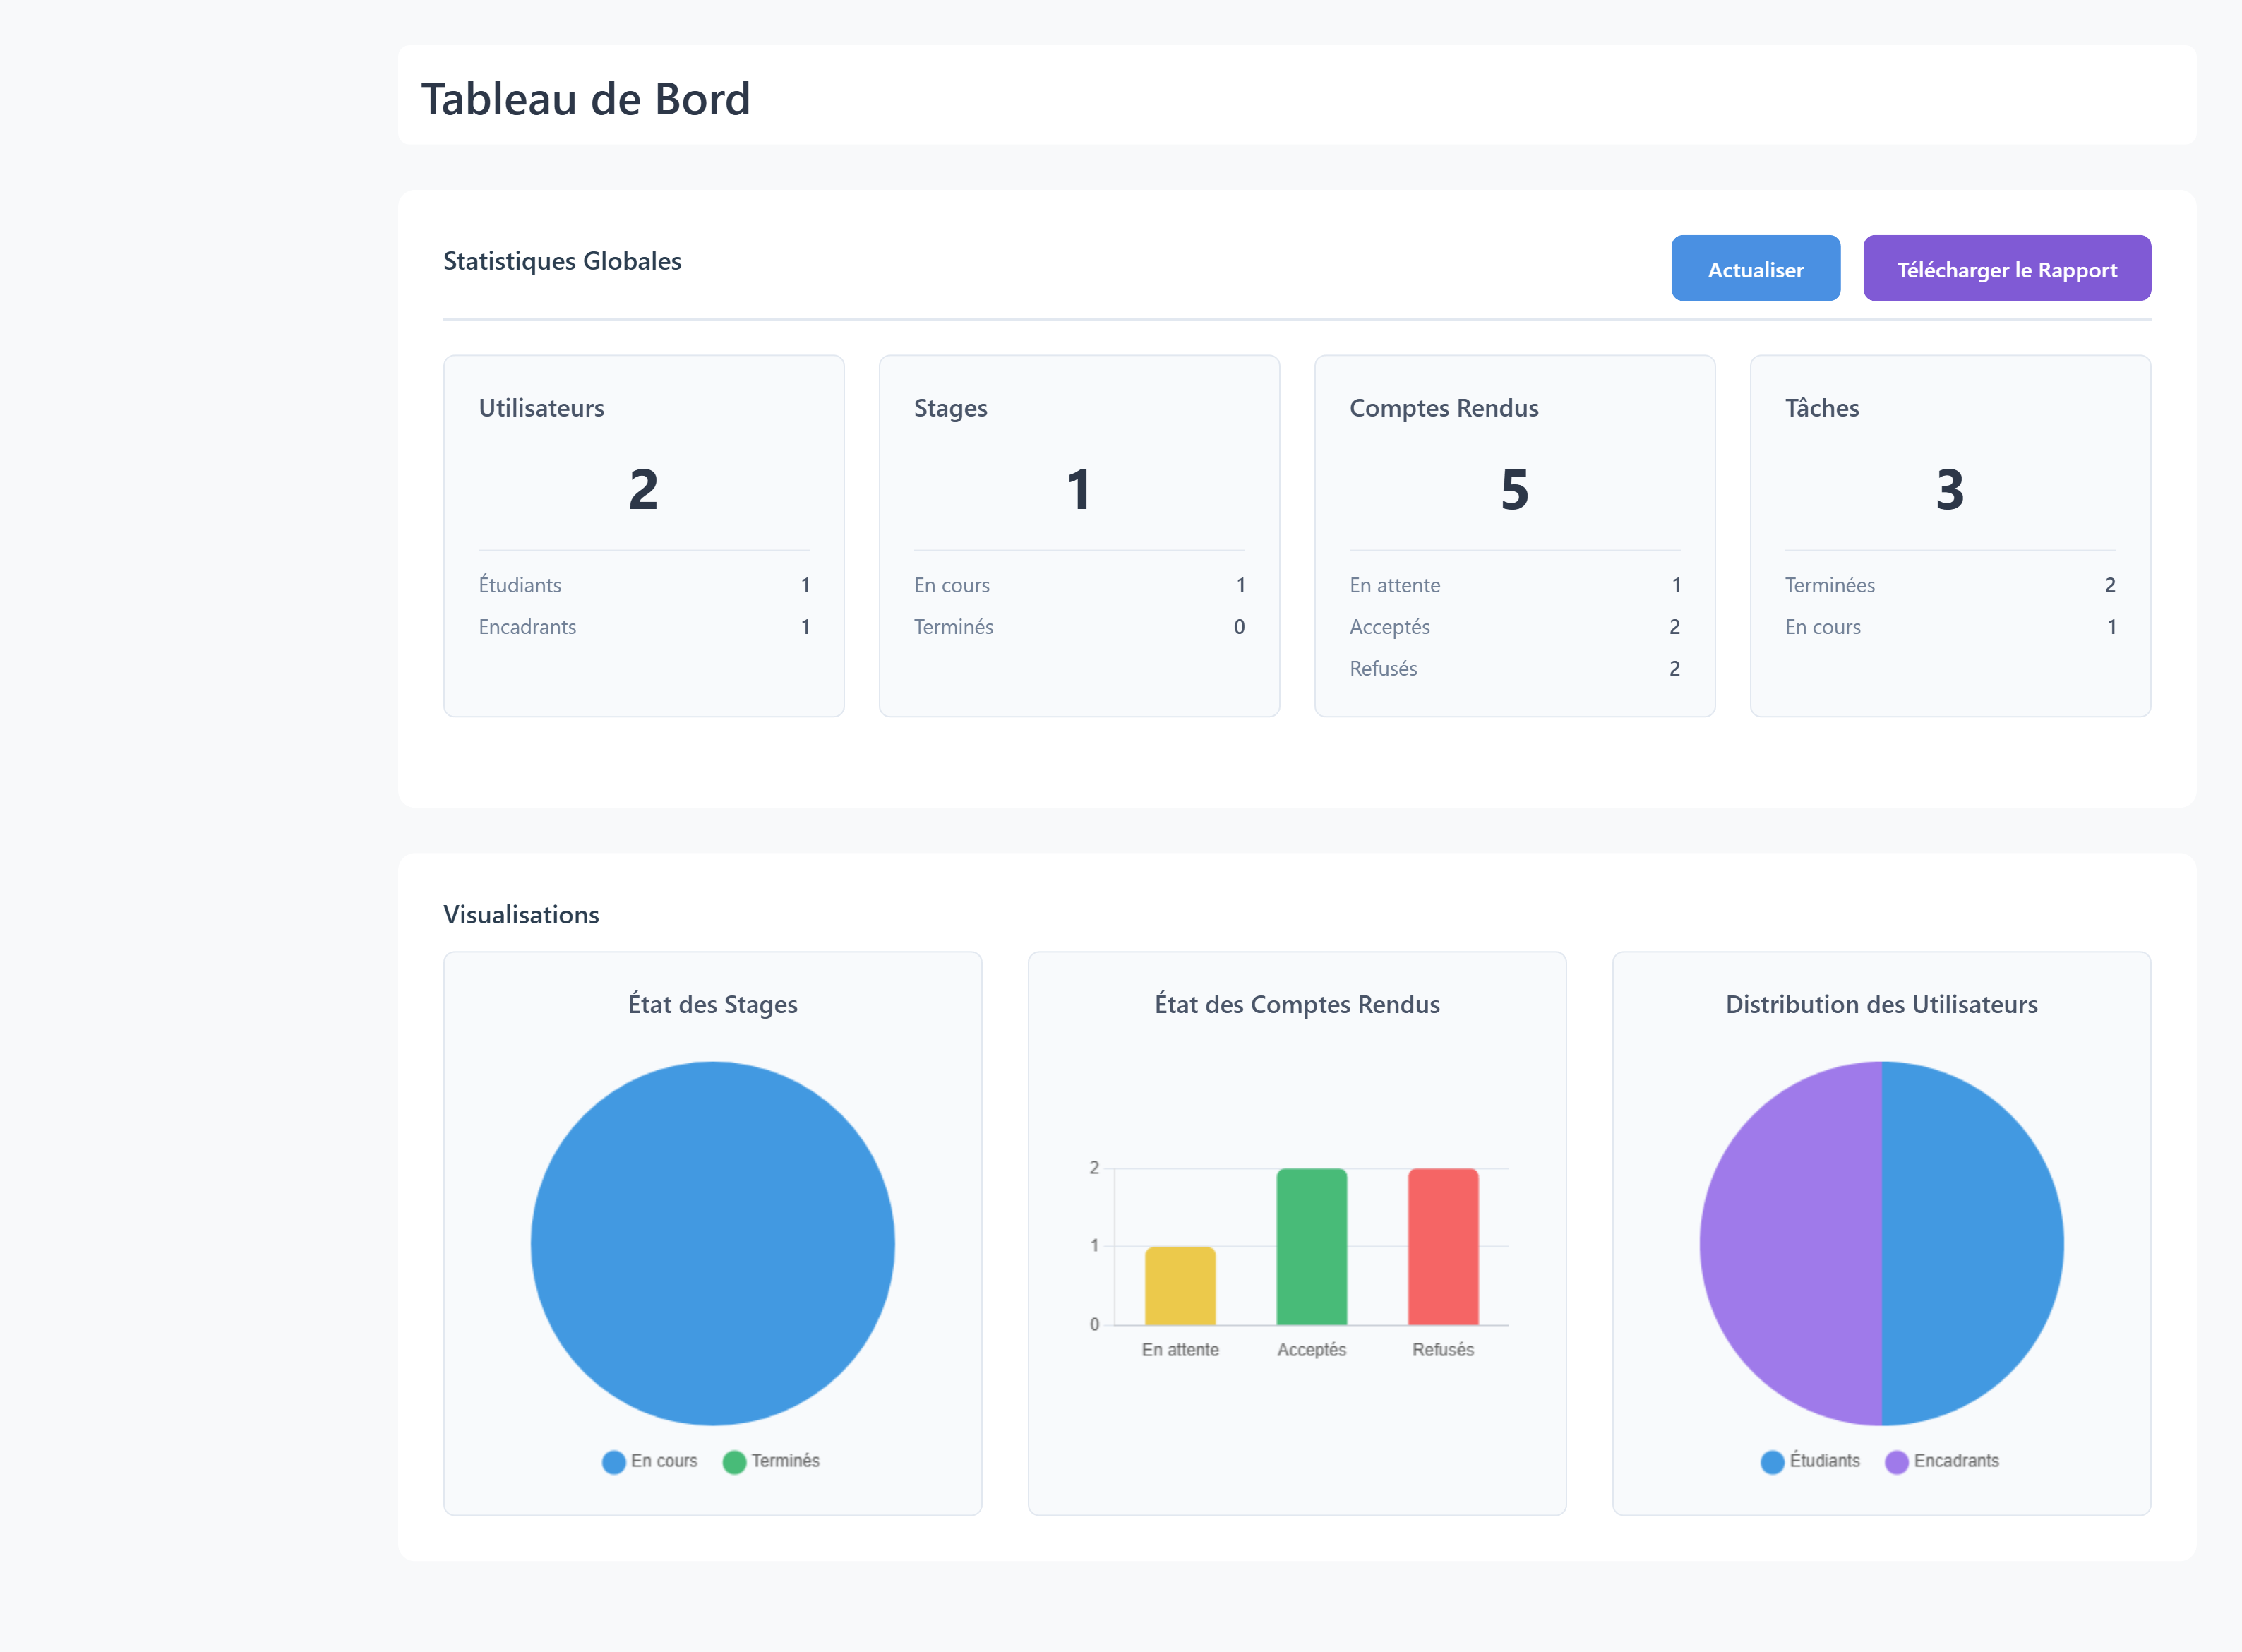 Tableau de Bord
Statistiques Globales
Actualiser
Télécharger le Rapport
Utilisateurs
2
Étudiants 1
Encadrants 1
Stages
1
En cours 1
Terminés 0
Comptes Rendus
5
En attente 1
Acceptés 2
Refusés 2
Tâches
3
Terminées 2
En cours 1
Visualisations
État des Stages
En cours Terminés
État des Comptes Rendus
2
1
0
En attente Acceptés Refusés
Distribution des Utilisateurs
Étudiants Encadrants